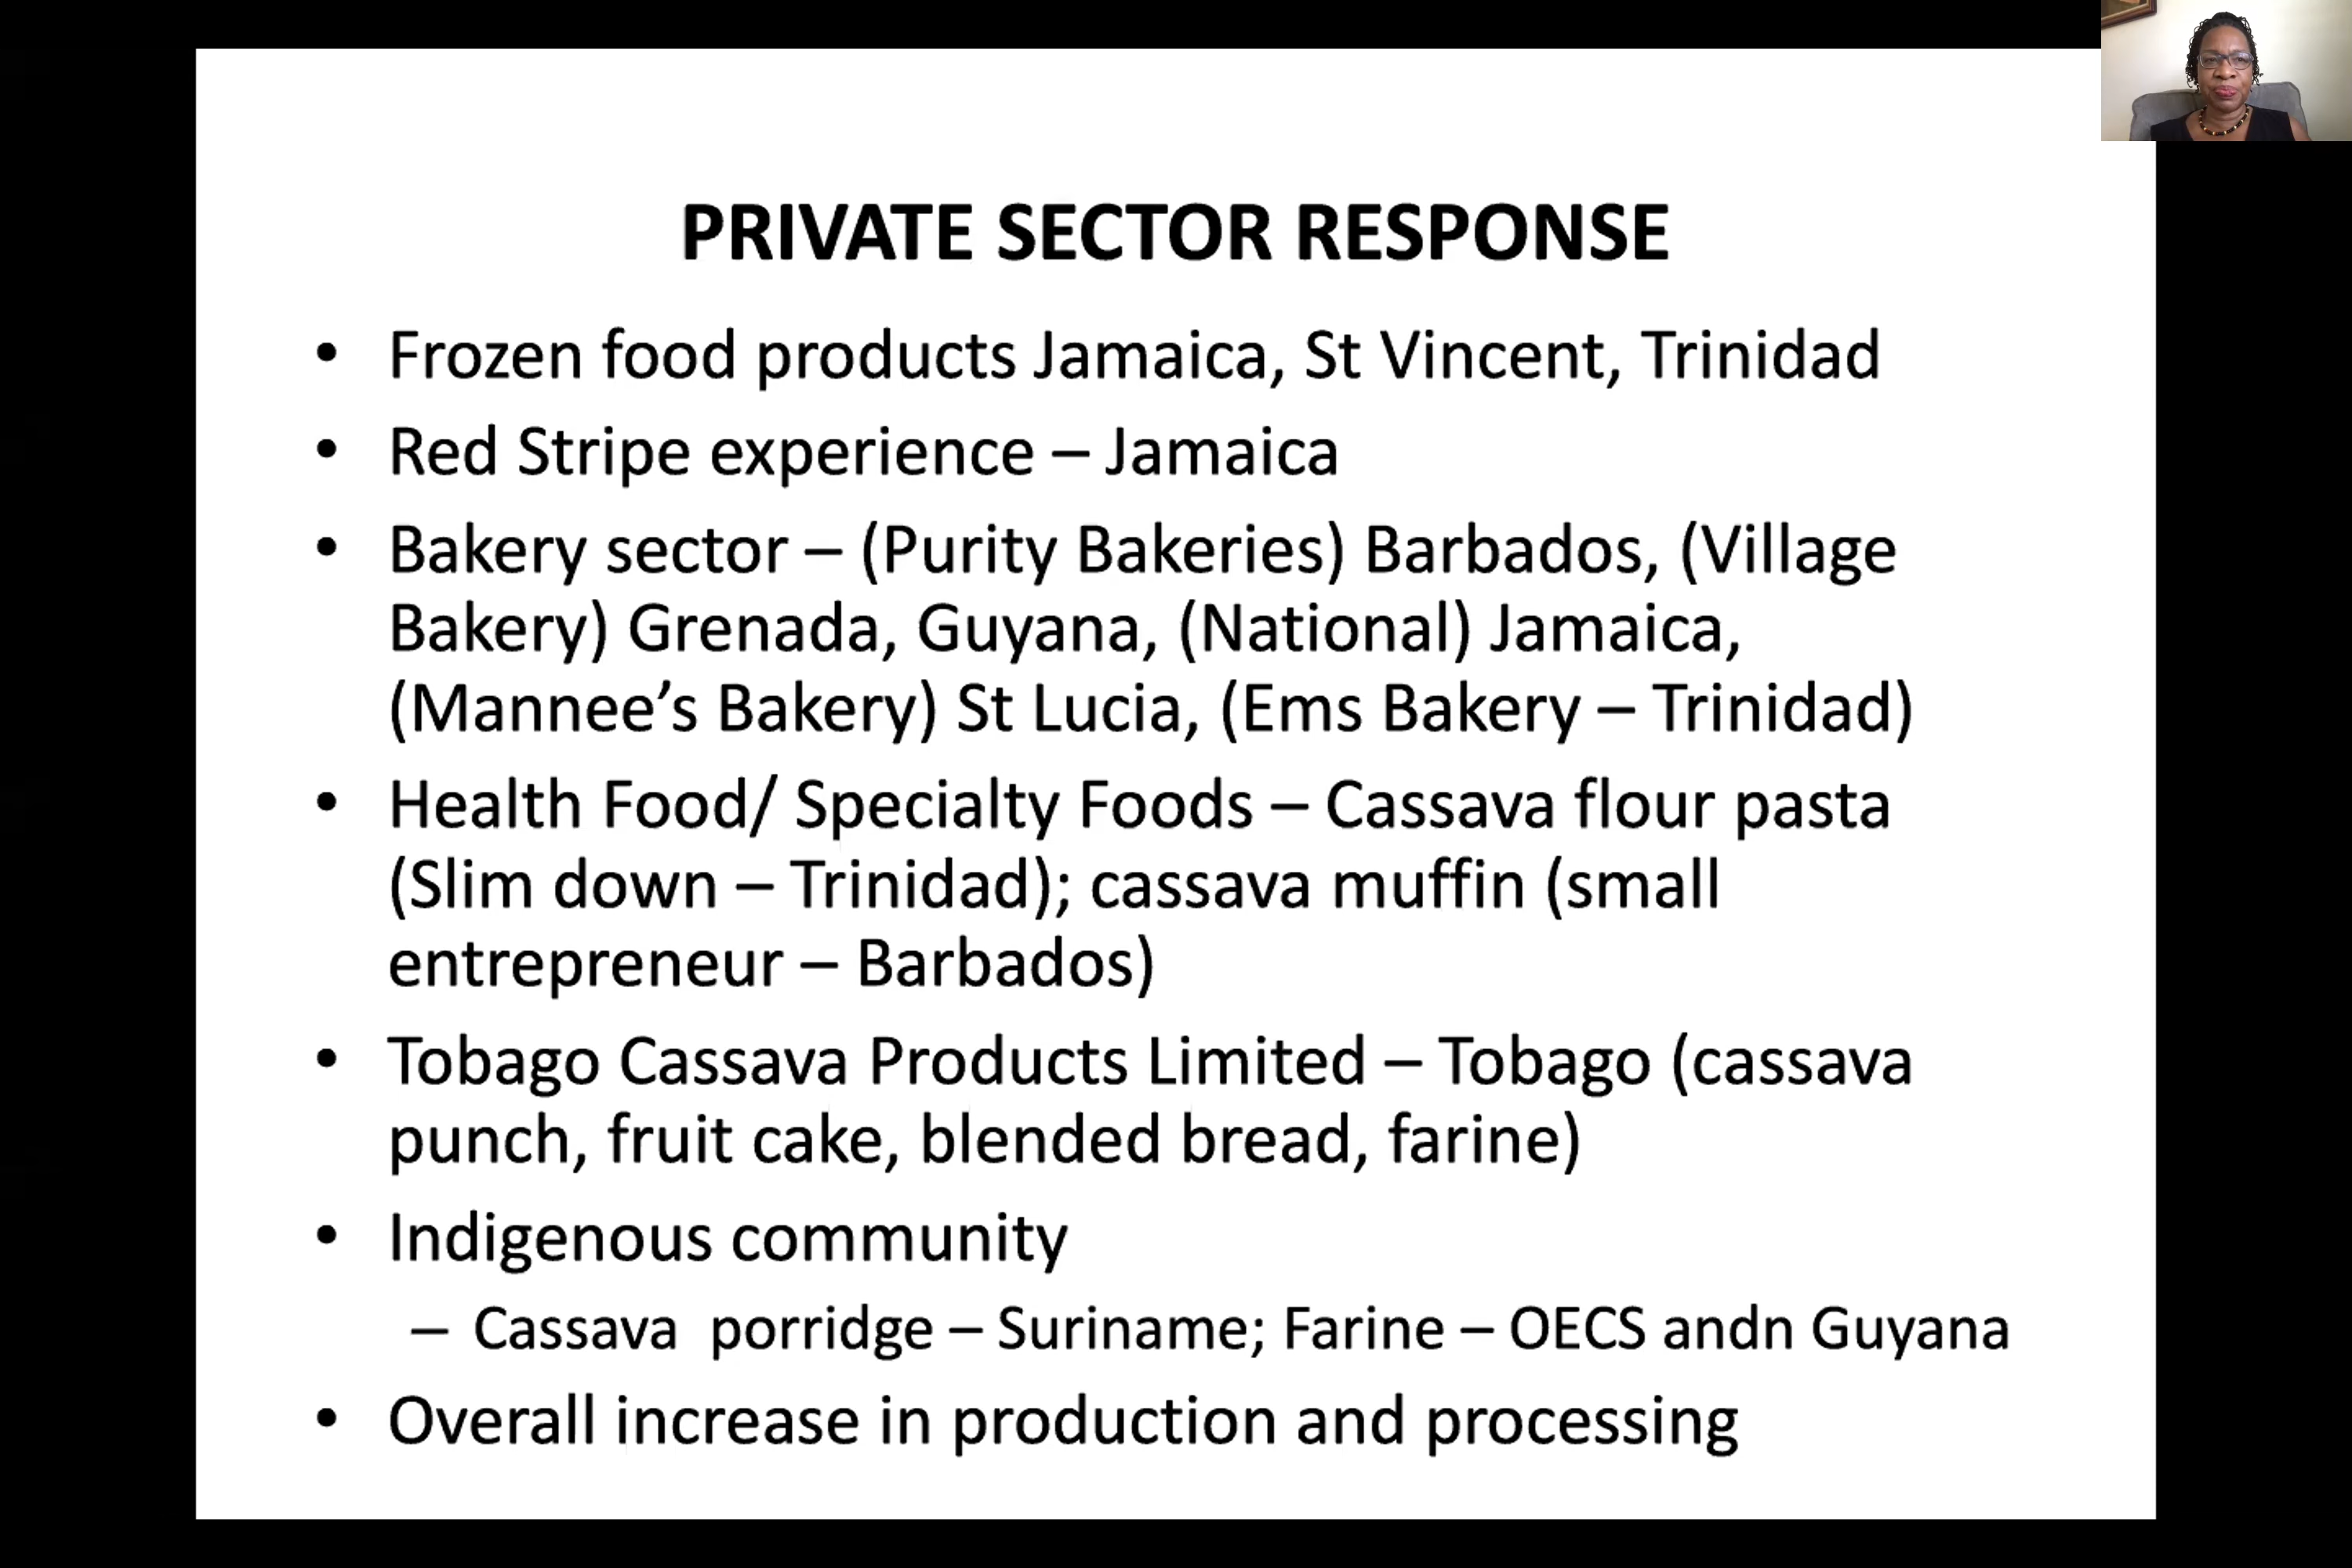 PRIVATE SECTOR RESPONSE
• Frozen food products Jamaica, St Vincent, Trinidad
• Red Stripe experience – Jamaica
• Bakery sector – (Purity Bakeries) Barbados, (Village
Bakery) Grenada, Guyana, (National) Jamaica,
(Mannee’s Bakery) St Lucia, (Ems Bakery – Trinidad)
• Health Food/ Specialty Foods – Cassava flour pasta
(Slim down – Trinidad); cassava muffin (small
entrepreneur – Barbados)
• Tobago Cassava Products Limited – Tobago (cassava
punch, fruit cake, blended bread, farine)
• Indigenous community
– Cassava  porridge – Suriname; Farine – OECS andn Guyana
• Overall increase in production and processing